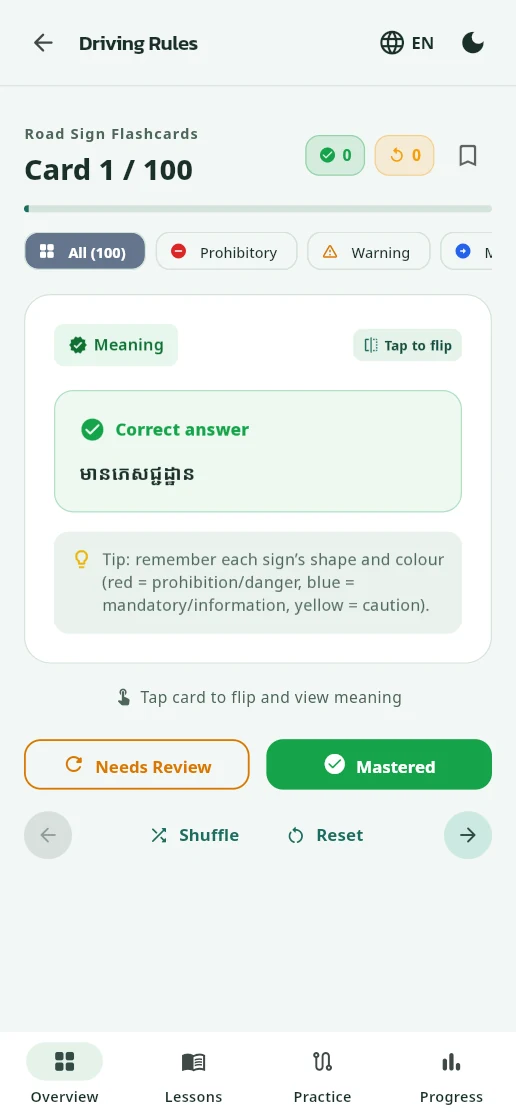 Driving Rules
EN
Road Sign Flashcards
Card 1 / 100
0
0
All (100)
Prohibitory
Warning
Meaning
Tap to flip
Correct answer
មានភេសជ្ជដ្ឋាន
Tip: remember each sign’s shape and colour
(red = prohibition/danger, blue =
mandatory/information, yellow = caution).
Tap card to flip and view meaning
Needs Review
Mastered
Shuffle
Reset
Overview
Lessons
Practice
Progress